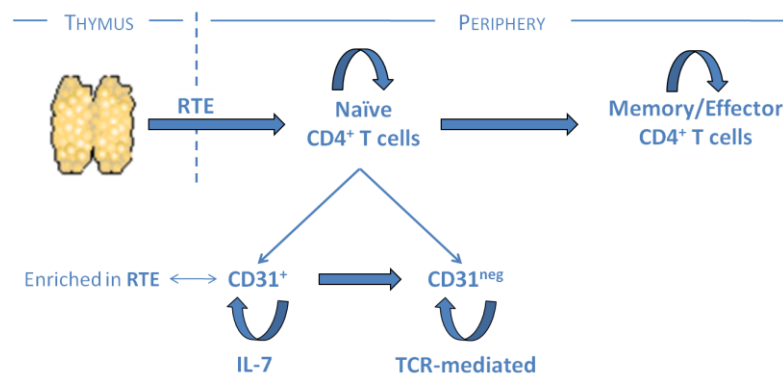 THYMUS
PERIPHERY
RTE
Naïve
CD4⁺ T cells
Memory/Effector
CD4⁺ T cells
Enriched in RTE
CD31⁺
CD31ⁿᵉᵍ
IL-7
TCR-mediated